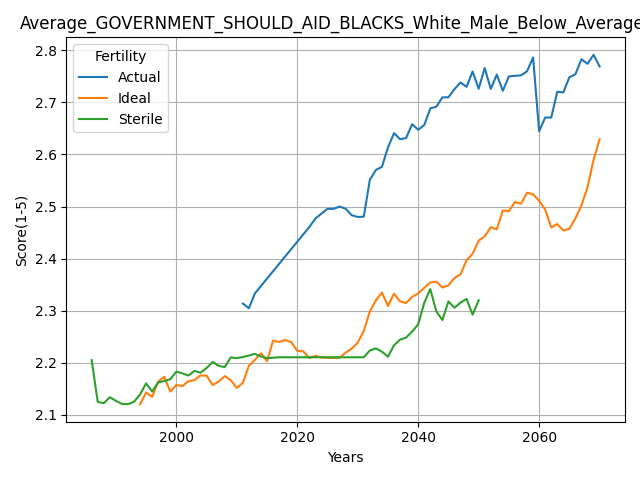 Average_GOVERNMENT_SHOULD_AID_BLACKS_White_Male_Below_Average
Fertility
Actual
Ideal
Sterile
2.8
2.7
2.6
2.5
2.4
2.3
2.2
2.1
Score(1-5)
2000
2020
2040
2060
Years